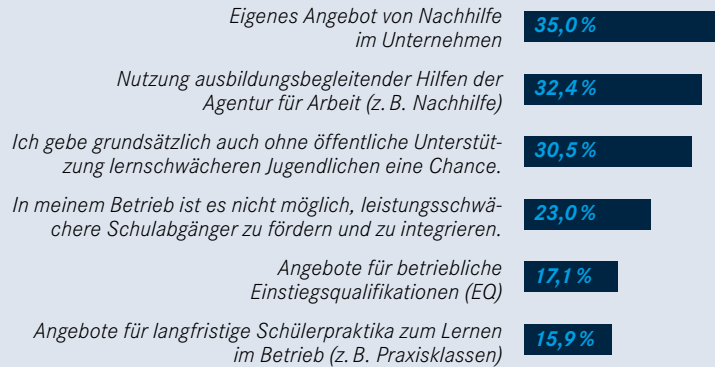 Eigenes Angebot von Nachhilfe
im Unternehmen
35,0 %
Nutzung ausbildungsbegleitender Hilfen der
Agentur für Arbeit (z. B. Nachhilfe)
32,4 %
Ich gebe grundsätzlich auch ohne öffentliche Unterstüt-
zung lernschwächeren Jugendlichen eine Chance.
30,5 %
In meinem Betrieb ist es nicht möglich, leistungsschwä-
chere Schulabgänger zu fördern und zu integrieren.
23,0 %
Angebote für betriebliche
Einstiegsqualifikationen (EQ)
17,1 %
Angebote für langfristige Schülerpraktika zum Lernen
im Betrieb (z. B. Praxisklassen)
15,9 %